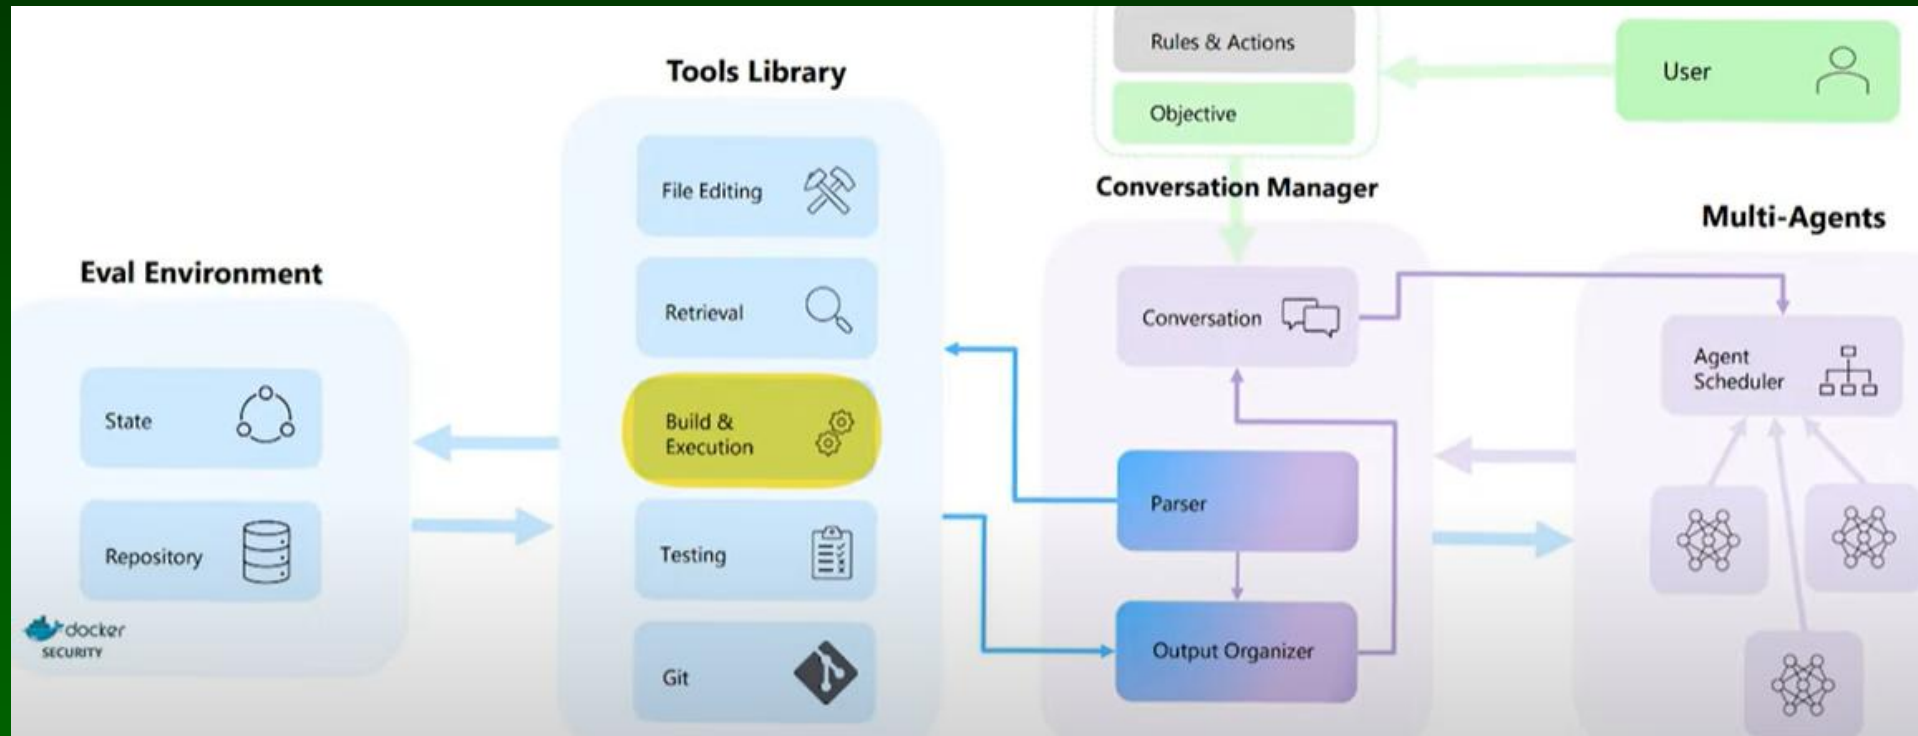 Rules & Actions
Objective
User
Tools Library
File Editing
Retrieval
Build &
Execution
Testing
Git
Conversation Manager
Conversation
Parser
Output Organizer
Multi-Agents
Agent
Scheduler
Eval Environment
State
Repository
docker
SECURITY